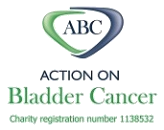 ABC
ACTION ON
Bladder Cancer
Charity registration number 1138532